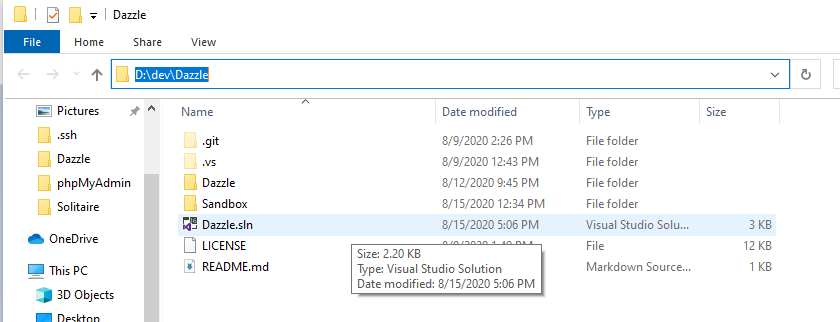 Dazzle
File
Home
Share
View
D:\dev\Dazzle
Pictures
.ssh
Dazzle
phpMyAdmin
Solitaire
OneDrive
This PC
3D Objects
Desktop
Name Date modified Type Size
.git 8/9/2020 2:26 PM File folder
.vs 8/9/2020 12:43 PM File folder
Dazzle 8/12/2020 9:45 PM File folder
Sandbox 8/15/2020 12:34 PM File folder
Dazzle.sln 8/15/2020 5:06 PM Visual Studio Solu... 3 KB
LICENSE File 12 KB
README.md Markdown Source... 1 KB
Size: 2.20 KB
Type: Visual Studio Solution
Date modified: 8/15/2020 5:06 PM